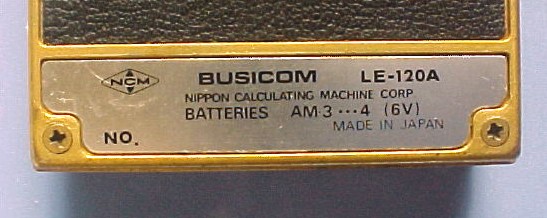 NCM
BUSICOM LE-120A
NIPPON CALCULATING MACHINE CORP.
BATTERIES AM-3 ··· 4 (6V)
MADE IN JAPAN
NO.